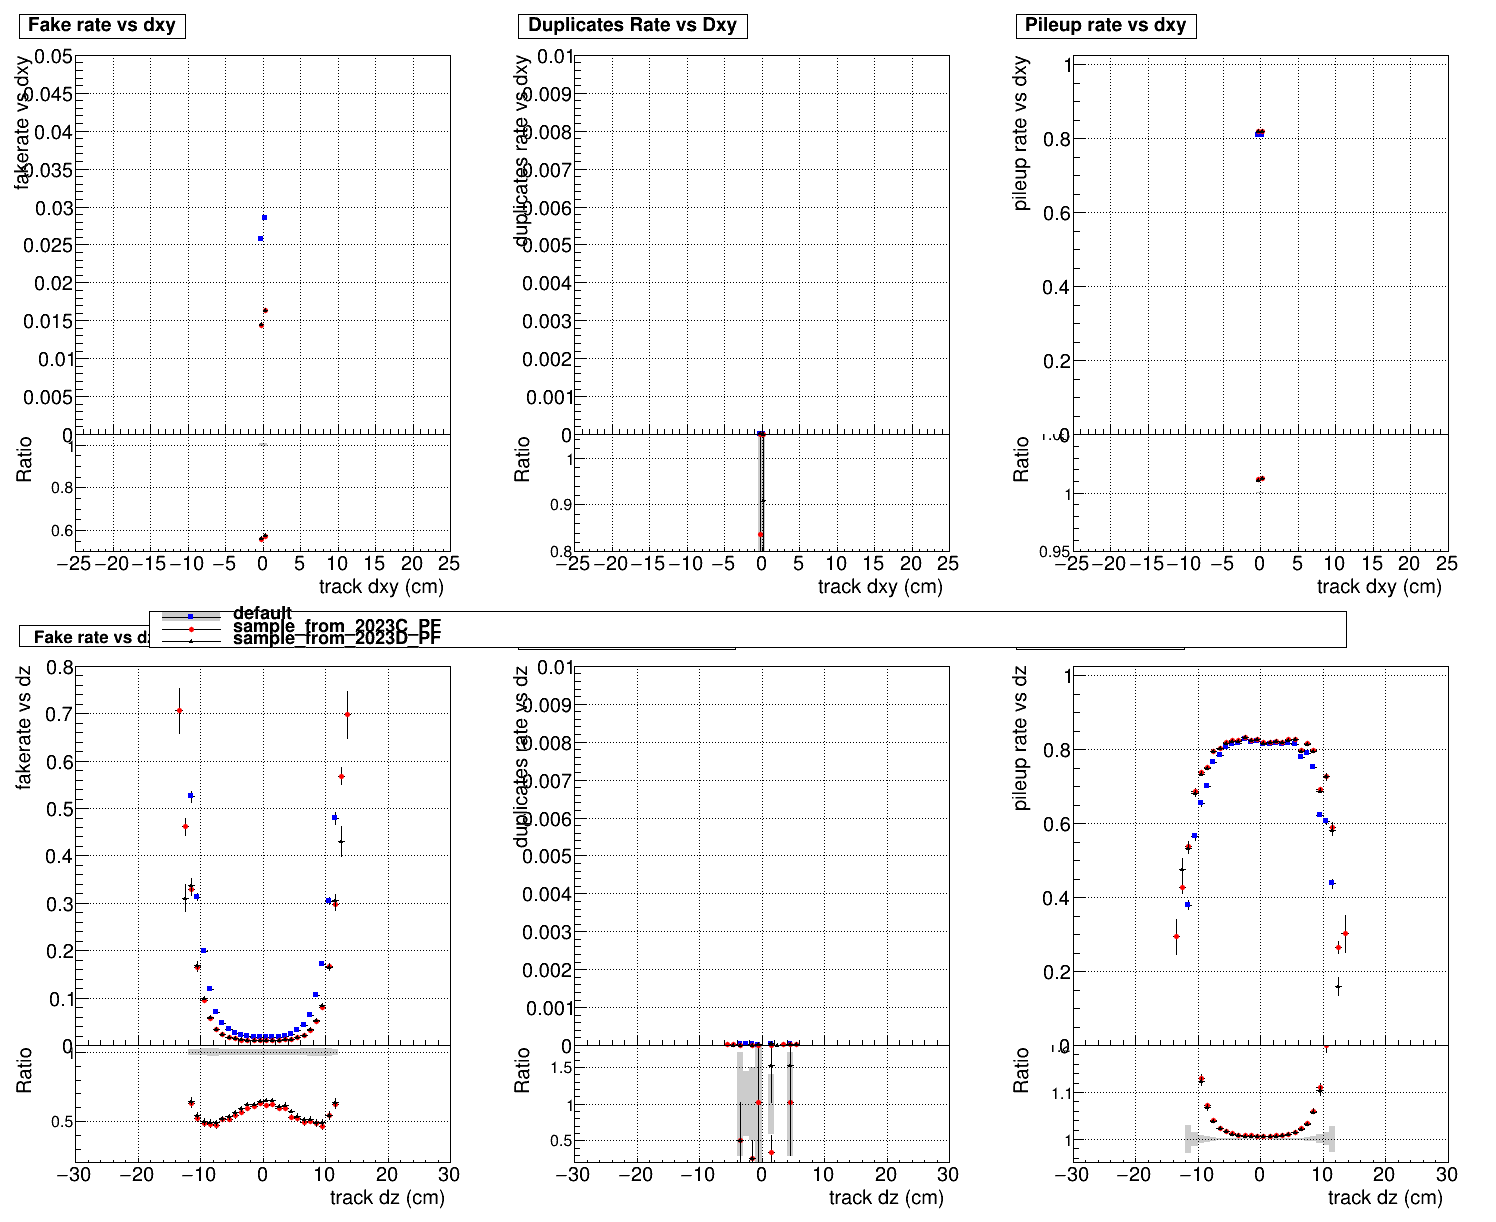 Fake rate vs dxy
Duplicates Rate vs Dxy
Pileup rate vs dxy
fakerate vs dxy
0.05
0.045
0.04
0.035
0.03
0.025
0.02
0.015
0.01
0.005
0
Ratio
1
0.8
0.6
−25 −20 −15 −10 −5 0 5 10 15 20 25
track dxy (cm)
duplicates rate vs dxy
0.01
0.009
0.008
0.007
0.006
0.005
0.004
0.003
0.002
0.001
0
Ratio
1
0.9
0.8
−25 −20 −15 −10 −5 0 5 10 15 20 25
track dxy (cm)
pileup rate vs dxy
1
0.8
0.6
0.4
0.2
0
Ratio
1
0.95
−25 −20 −15 −10 −5 0 5 10 15 20 25
track dxy (cm)
default
sample_from_2023C_PF
sample_from_2023D_PF
Fake rate vs dz
fakerate vs dz
0.8
0.7
0.6
0.5
0.4
0.3
0.2
0.1
0
Ratio
1
0.5
−30 −20 −10 0 10 20 30
track dz (cm)
duplicates rate vs dz
0.01
0.009
0.008
0.007
0.006
0.005
0.004
0.003
0.002
0.001
0
Ratio
1.5
1
0.5
−30 −20 −10 0 10 20 30
track dz (cm)
pileup rate vs dz
1
0.8
0.6
0.4
0.2
0
Ratio
1.1
1
−30 −20 −10 0 10 20 30
track dz (cm)